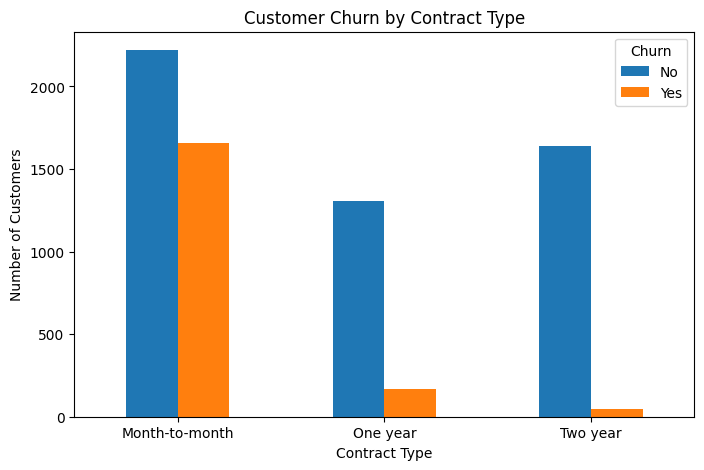 Customer Churn by Contract Type
Churn
No
Yes
Number of Customers
2000
1500
1000
500
0
Month-to-month
One year
Two year
Contract Type